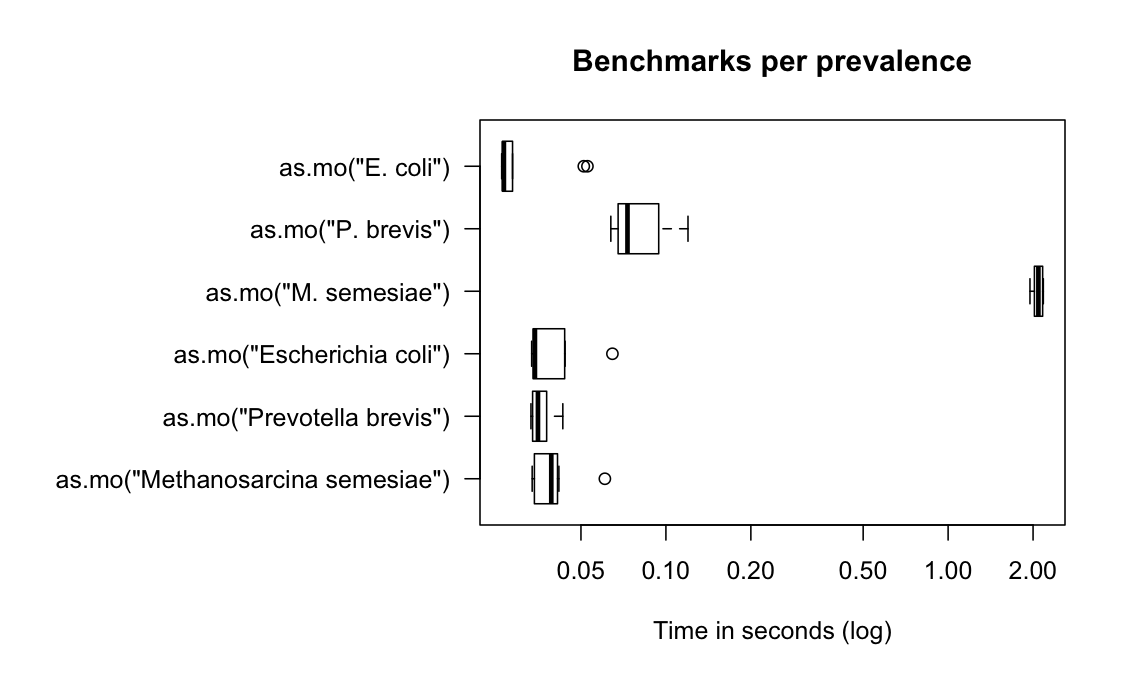 Benchmarks per prevalence
as.mo("E. coli")
as.mo("P. brevis")
as.mo("M. semesiae")
as.mo("Escherichia coli")
as.mo("Prevotella brevis")
as.mo("Methanosarcina semesiae")
0.05 0.10 0.20 0.50 1.00 2.00
Time in seconds (log)